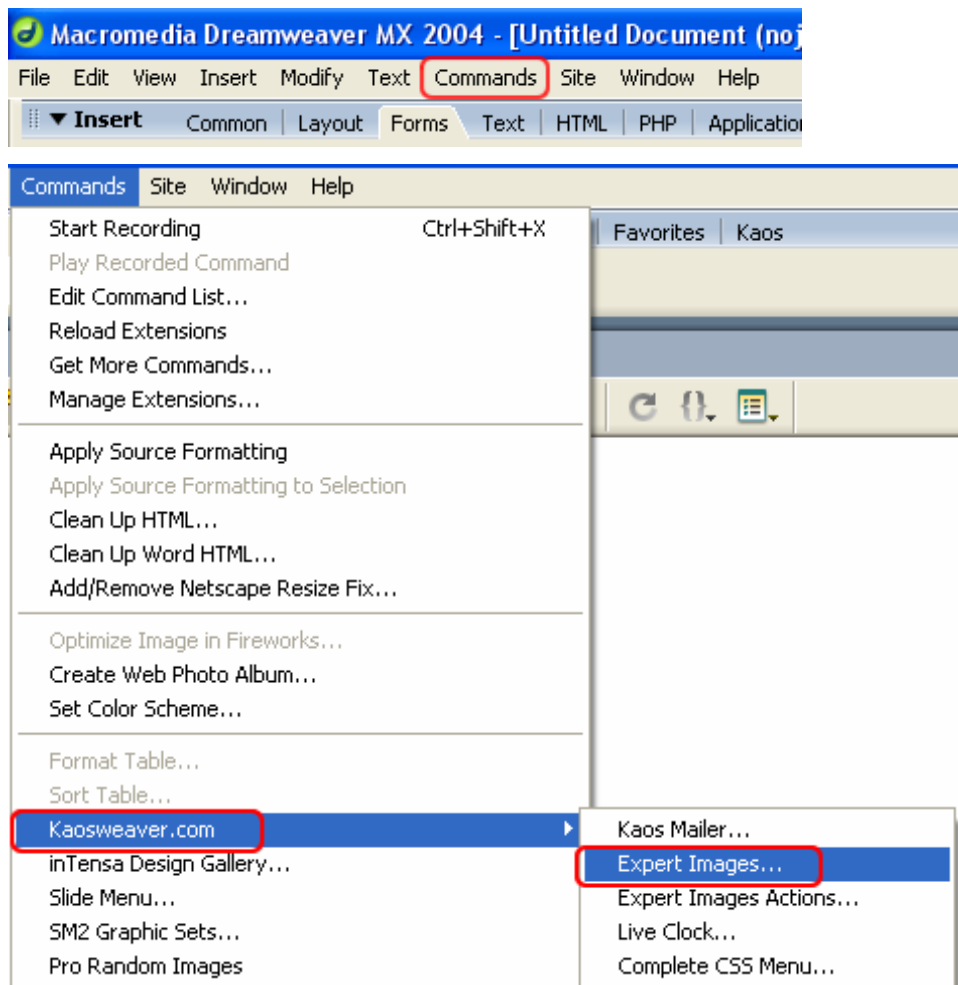 Macromedia Dreamweaver MX 2004 - [Untitled Document (noj
File Edit View Insert Modify Text Commands Site Window Help
▼ Insert Common | Layout Forms Text | HTML | PHP | Application
Commands Site Window Help
Start Recording Ctrl+Shift+X Favorites | Kaos
Play Recorded Command
Edit Command List...
Reload Extensions
Get More Commands...
Manage Extensions...
Apply Source Formatting
Apply Source Formatting to Selection
Clean Up HTML...
Clean Up Word HTML...
Add/Remove Netscape Resize Fix...
Optimize Image in Fireworks...
Create Web Photo Album...
Set Color Scheme...
Format Table...
Sort Table...
Kaosweaver.com Kaos Mailer...
inTensa Design Gallery... Expert Images...
Slide Menu... Expert Images Actions...
SM2 Graphic Sets... Live Clock...
Pro Random Images Complete CSS Menu...